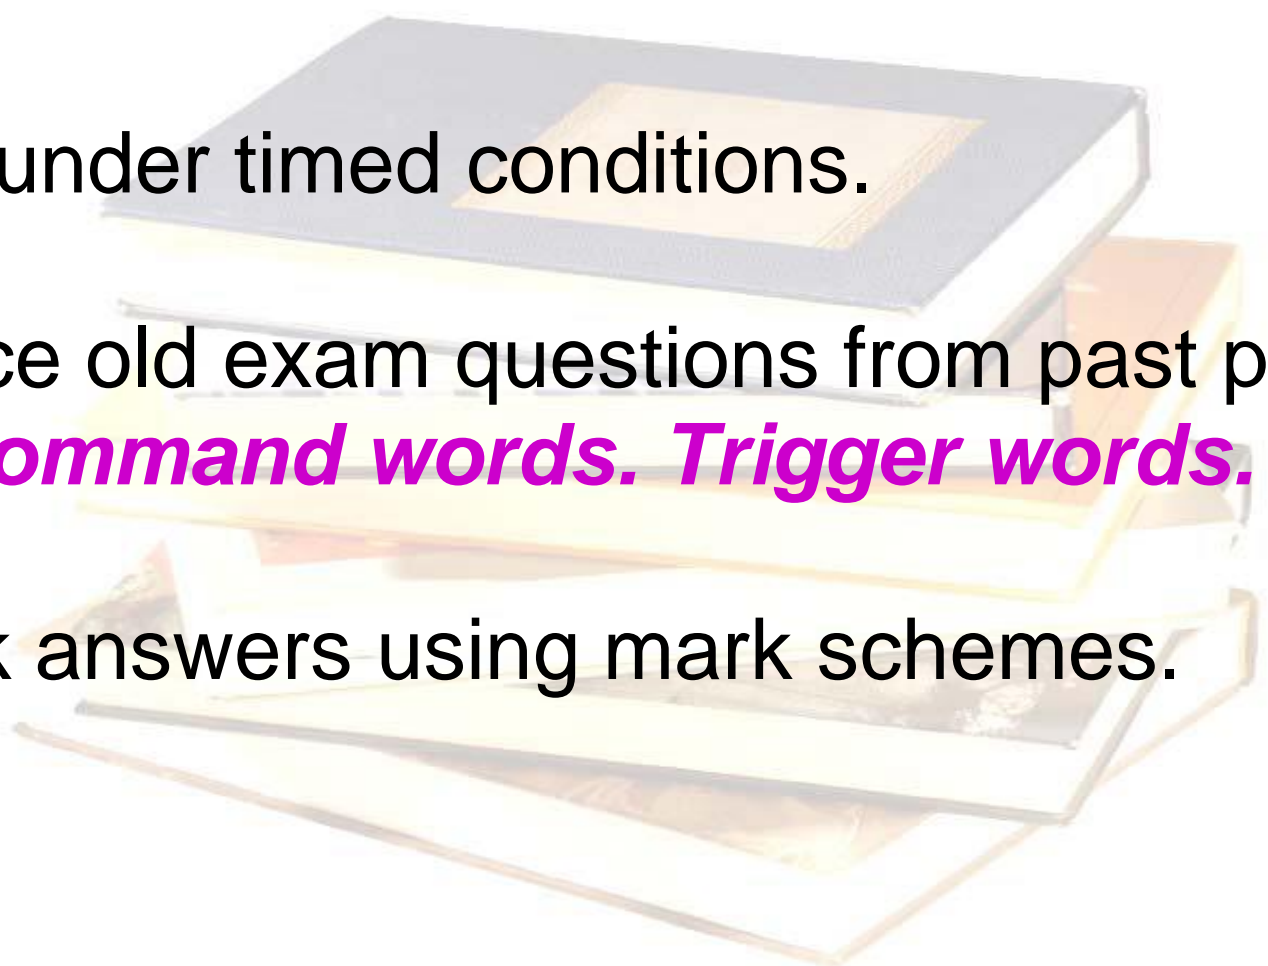 under timed conditions.
ce old exam questions from past p
ommand words. Trigger words.
k answers using mark schemes.